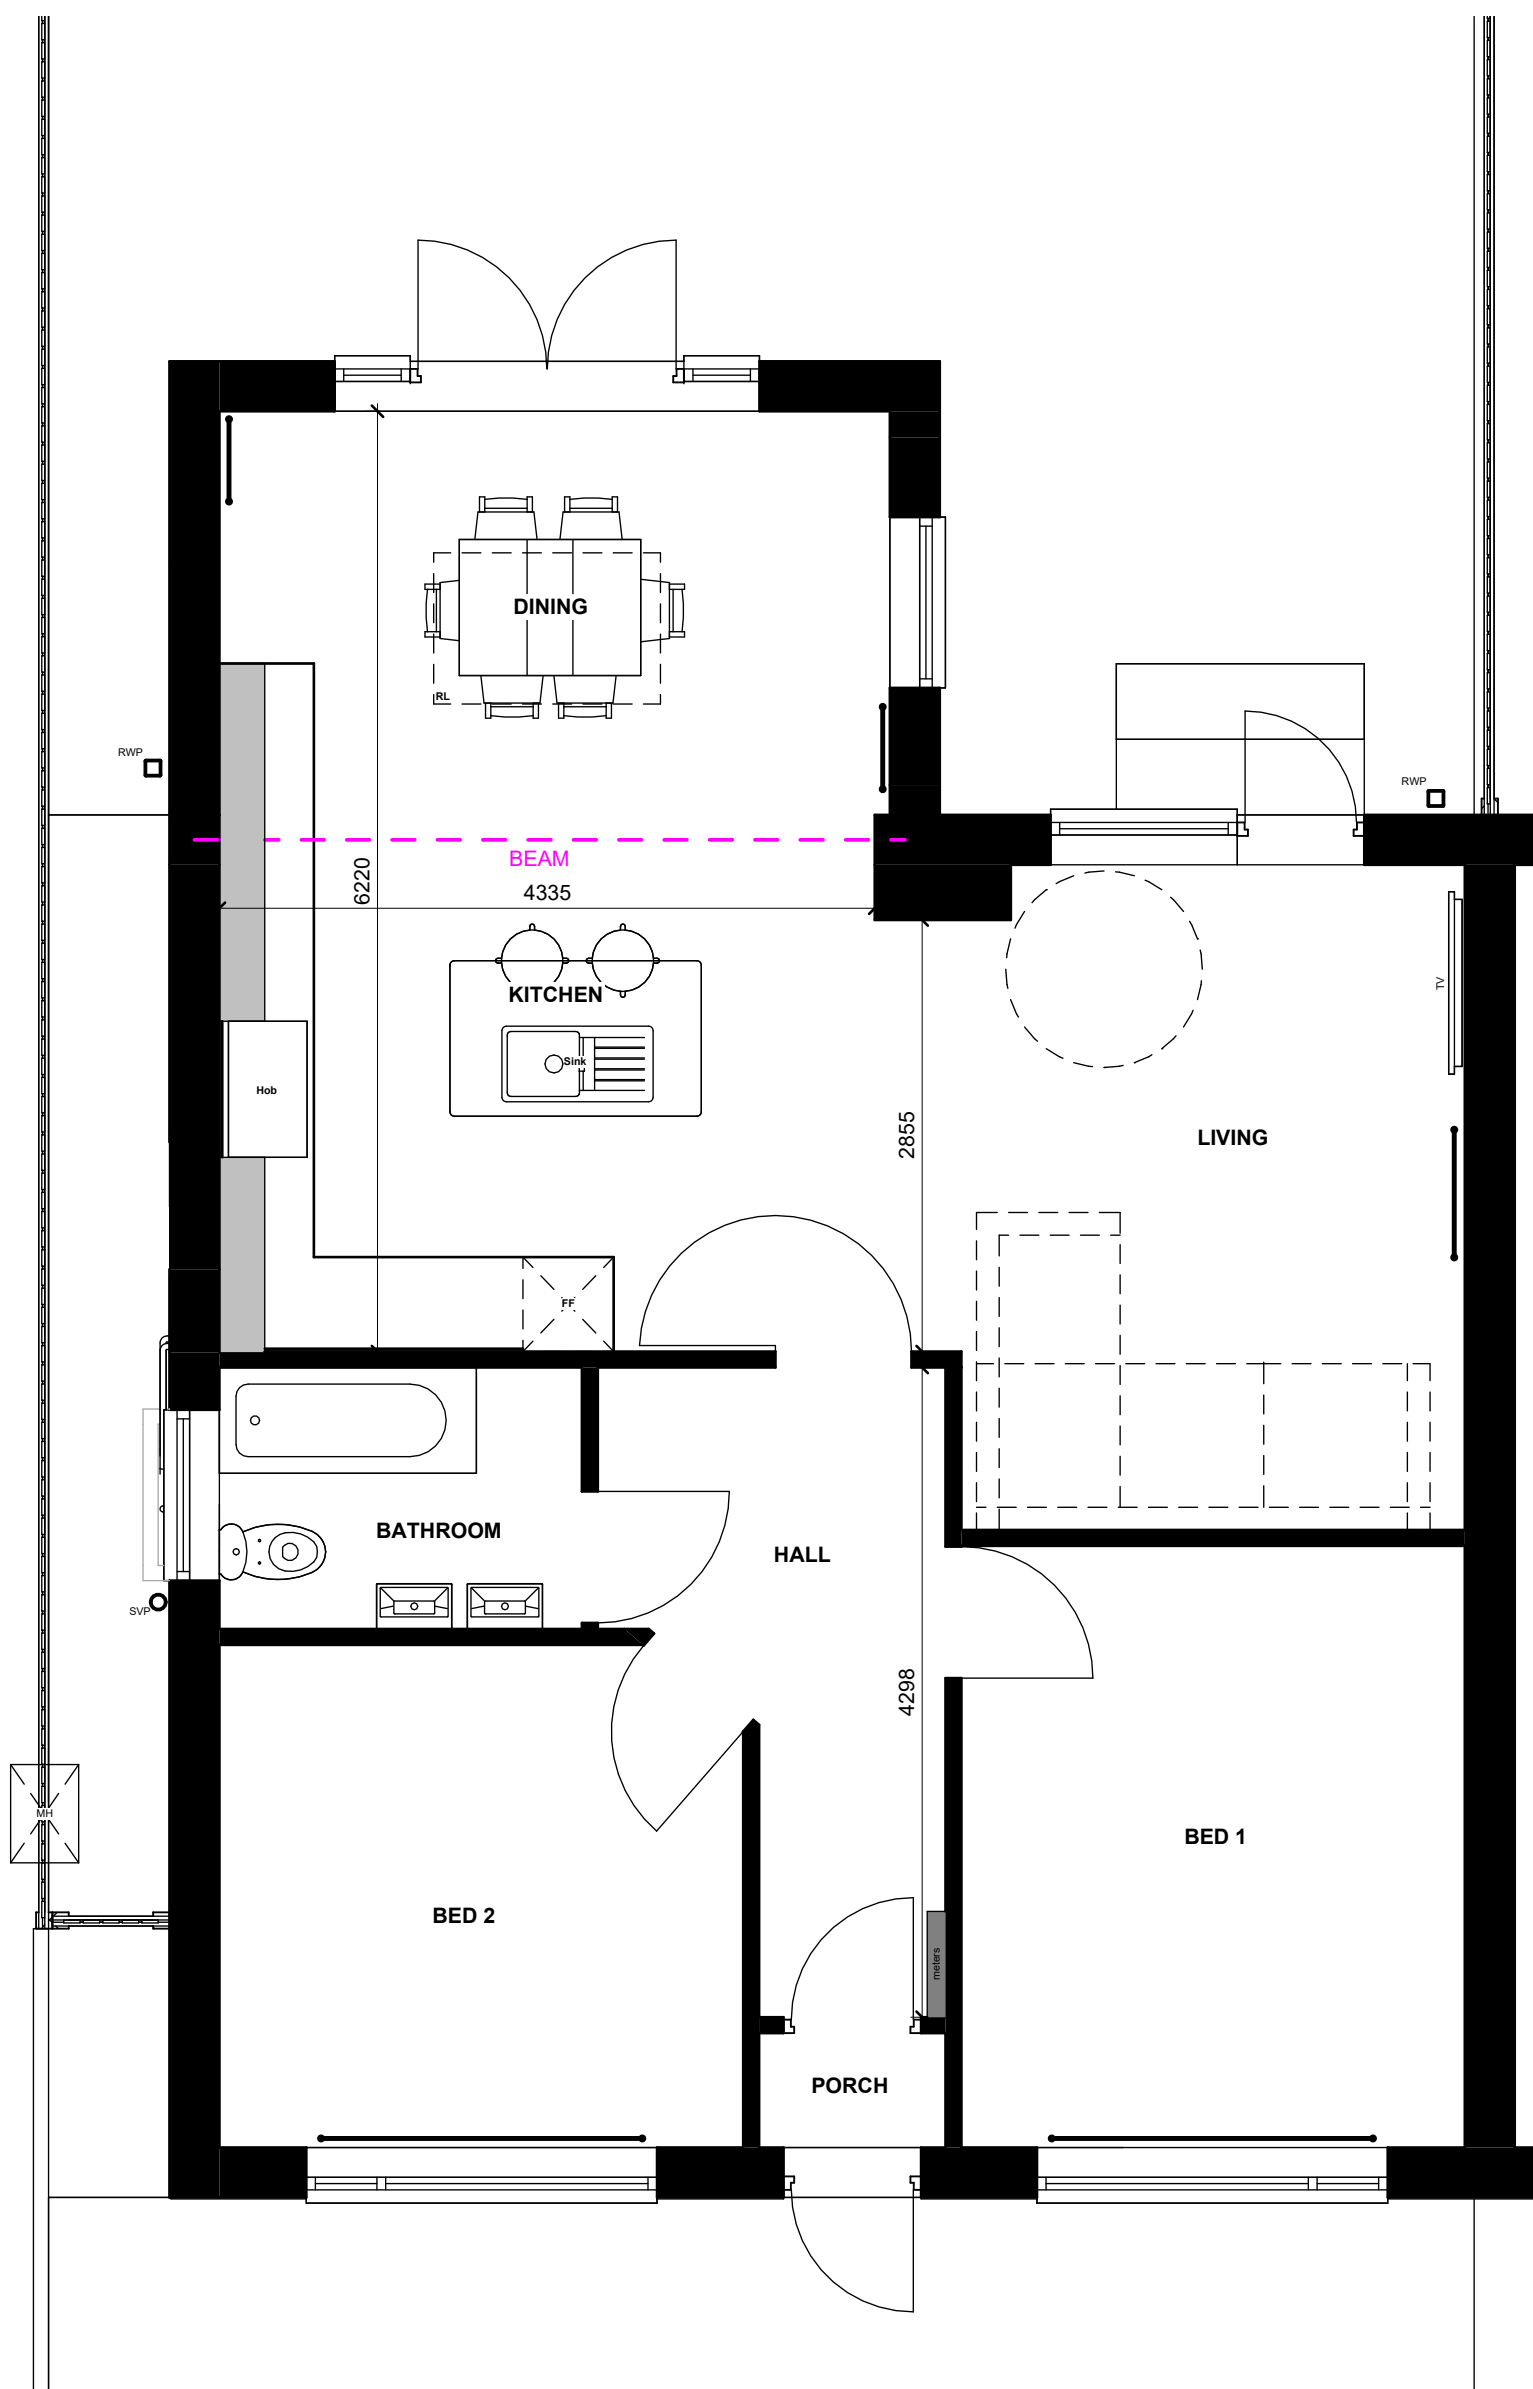 DINING
RL
RWP
RWP
BEAM
6220
4335
TV
KITCHEN
Sink
Hob
2855
LIVING
FF
BATHROOM
HALL
SVP
4298
MH
BED 1
BED 2
meters
PORCH